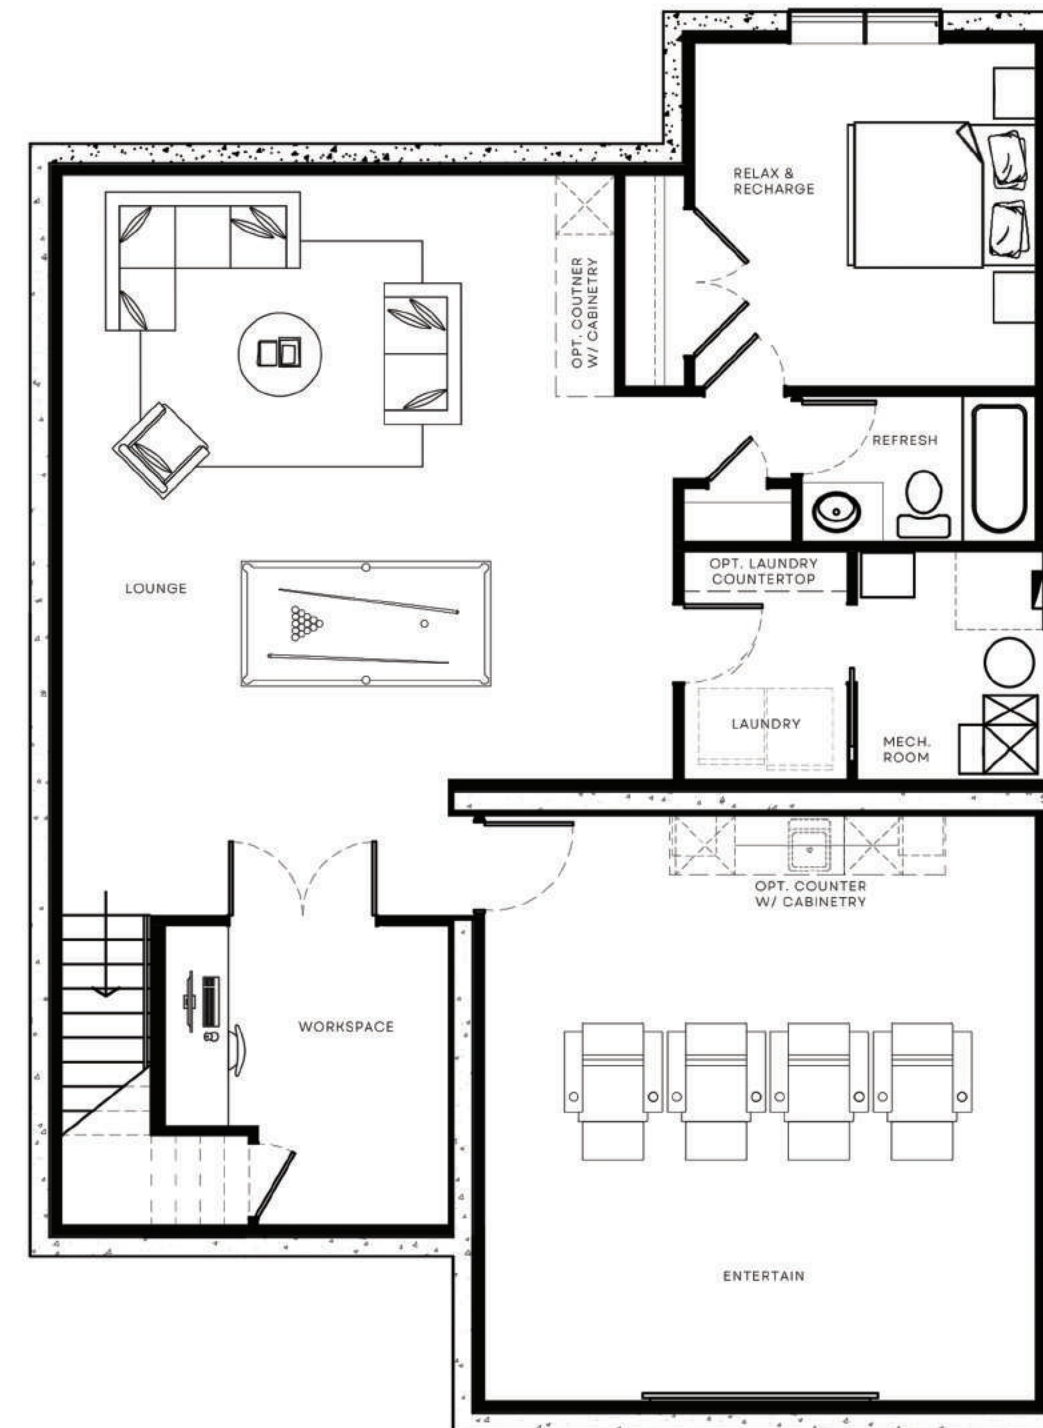 RELAX &
RECHARGE
OPT. COUTNER
W/ CABINETRY
REFRESH
OPT. LAUNDRY
COUNTERTOP
LOUNGE
LAUNDRY
MECH.
ROOM
OPT. COUNTER
W/ CABINETRY
WORKSPACE
ENTERTAIN